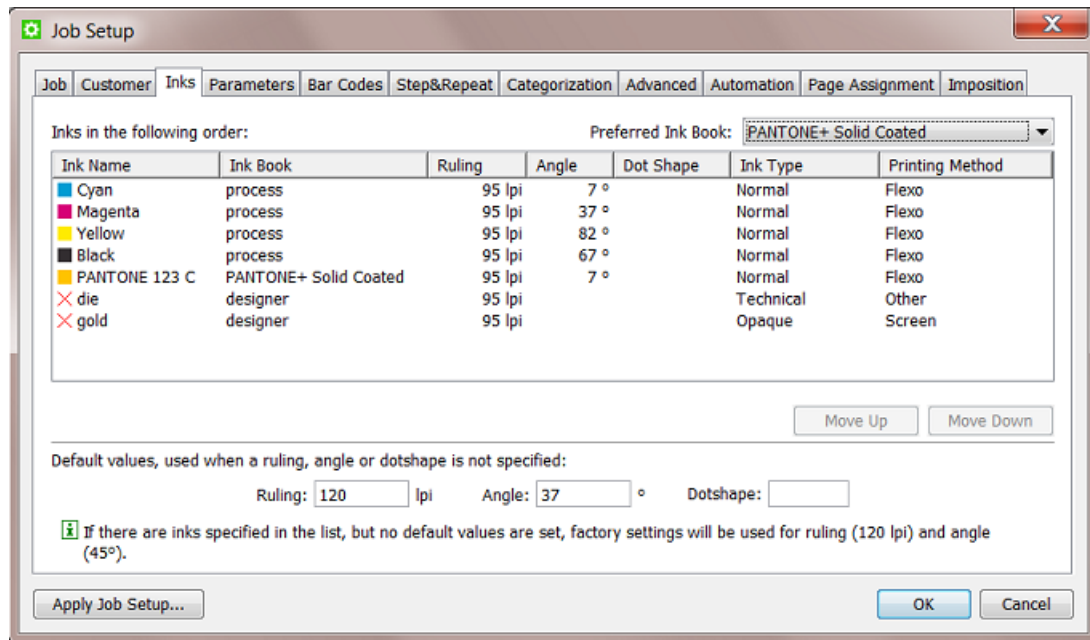 Job Setup
Job Customer Inks Parameters Bar Codes Step&Repeat Categorization Advanced Automation Page Assignment Imposition
Inks in the following order: Preferred Ink Book: PANTONE+ Solid Coated
Ink Name Ink Book Ruling Angle Dot Shape Ink Type Printing Method
Cyan process 95 lpi 7 º Normal Flexo
Magenta process 95 lpi 37 º Normal Flexo
Yellow process 95 lpi 82 º Normal Flexo
Black process 95 lpi 67 º Normal Flexo
PANTONE 123 C PANTONE+ Solid Coated 95 lpi 7 º Normal Flexo
die designer 95 lpi Technical Other
gold designer 95 lpi Opaque Screen
Move Up Move Down
Default values, used when a ruling, angle or dotshape is not specified:
Ruling: 120 lpi Angle: 37 º Dotshape:
If there are inks specified in the list, but no default values are set, factory settings will be used for ruling (120 lpi) and angle
(45º).
Apply Job Setup... OK Cancel